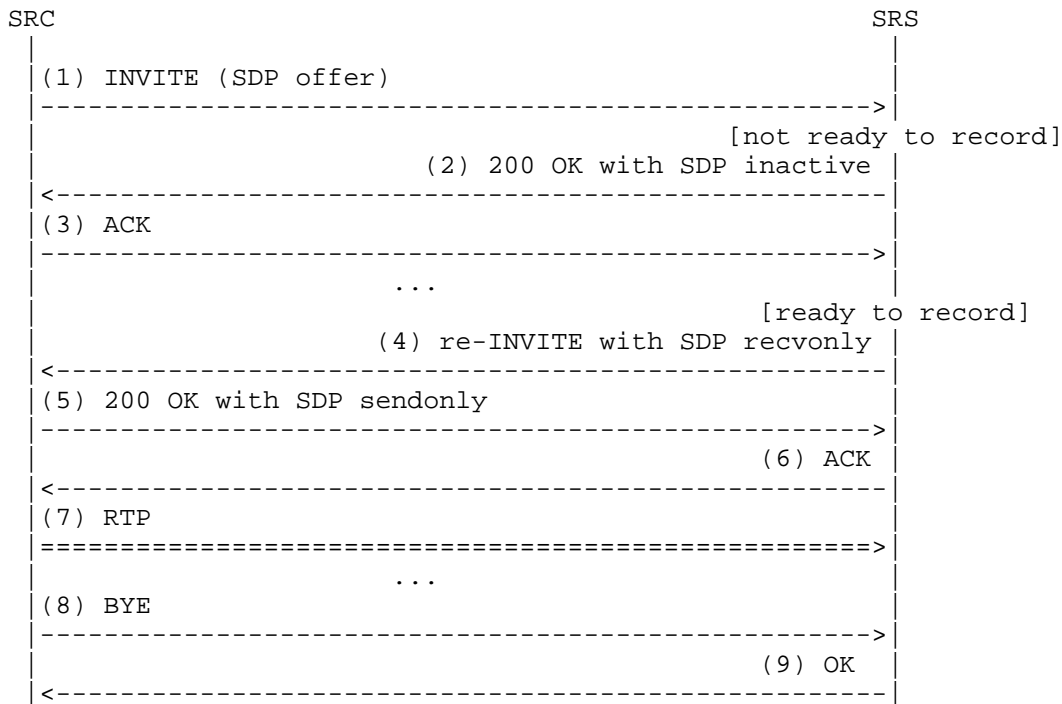 SRC SRS
(1) INVITE (SDP offer)
[not ready to record]
(2) 200 OK with SDP inactive
(3) ACK
...
[ready to record]
(4) re-INVITE with SDP recvonly
(5) 200 OK with SDP sendonly
(6) ACK
(7) RTP
...
(8) BYE
(9) OK